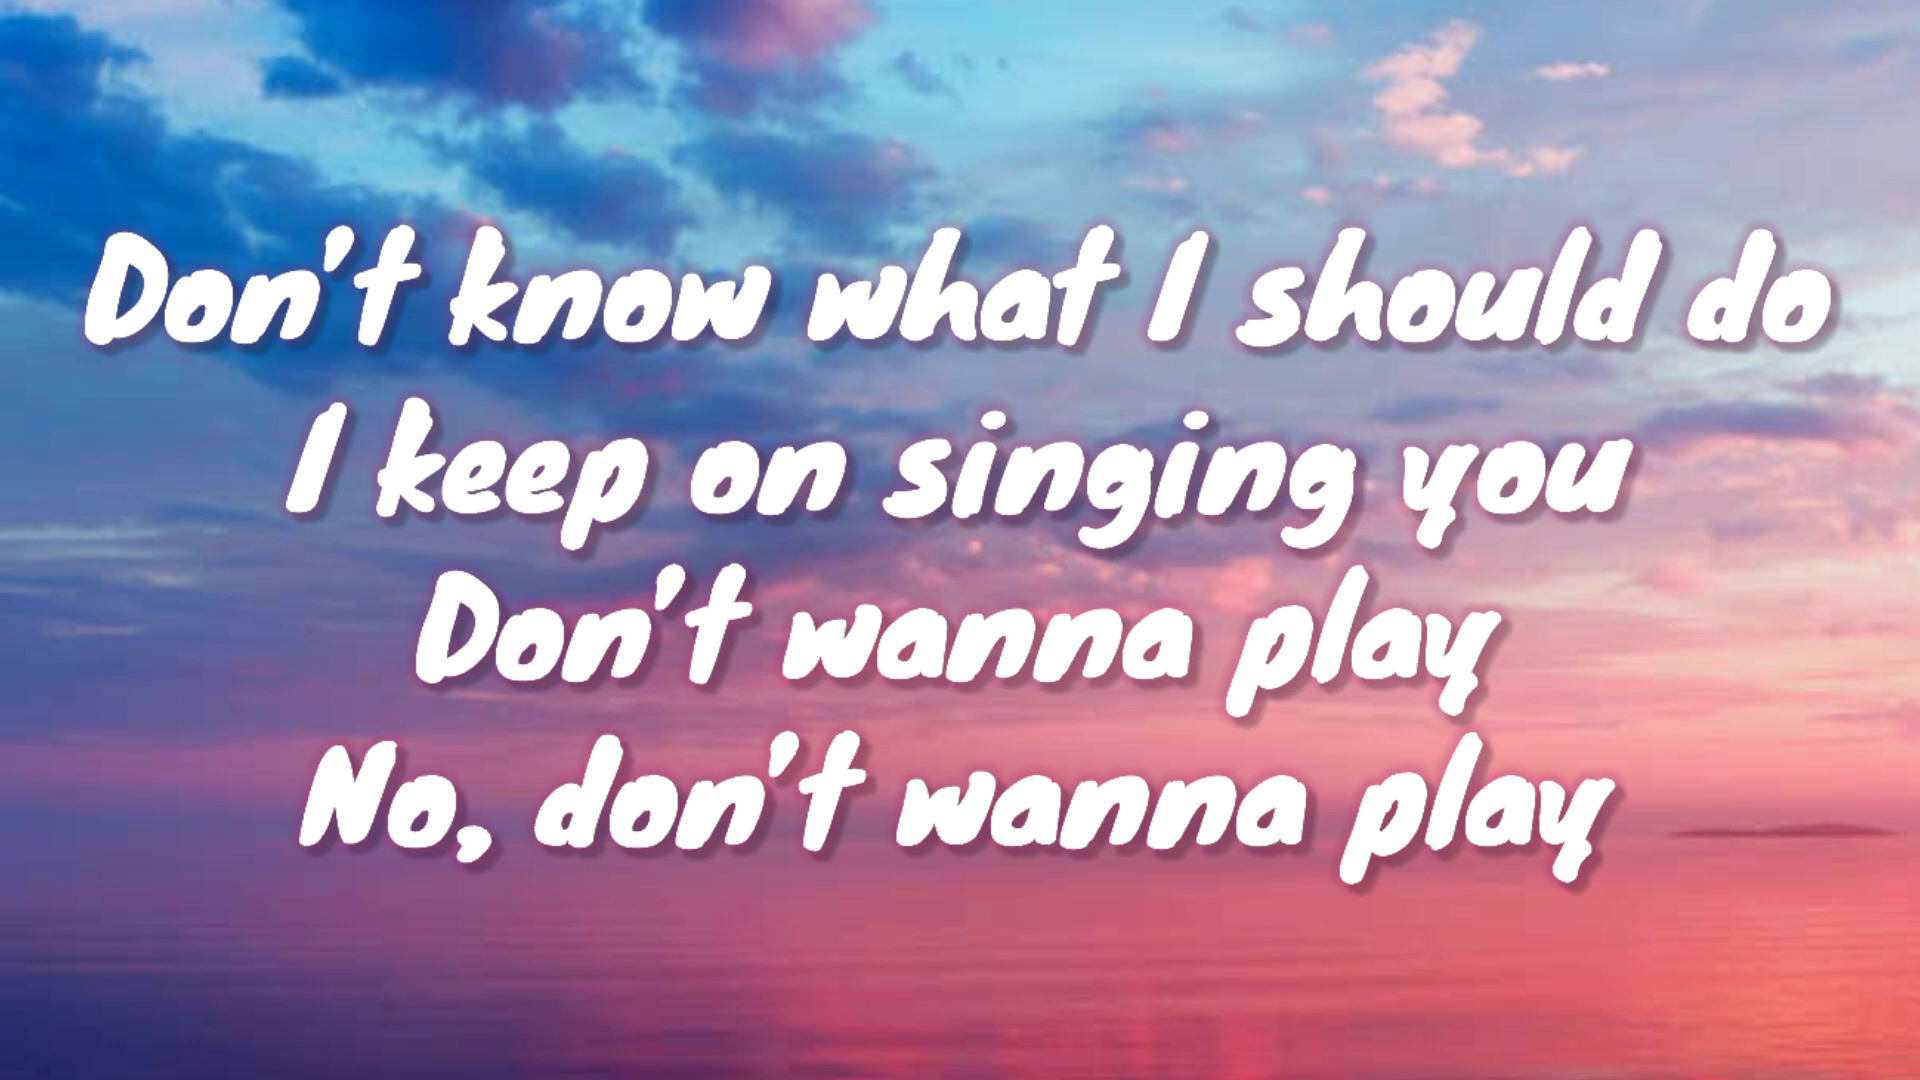 Don't know what I should do
I keep on singing you
Don't wanna play
No, don't wanna play